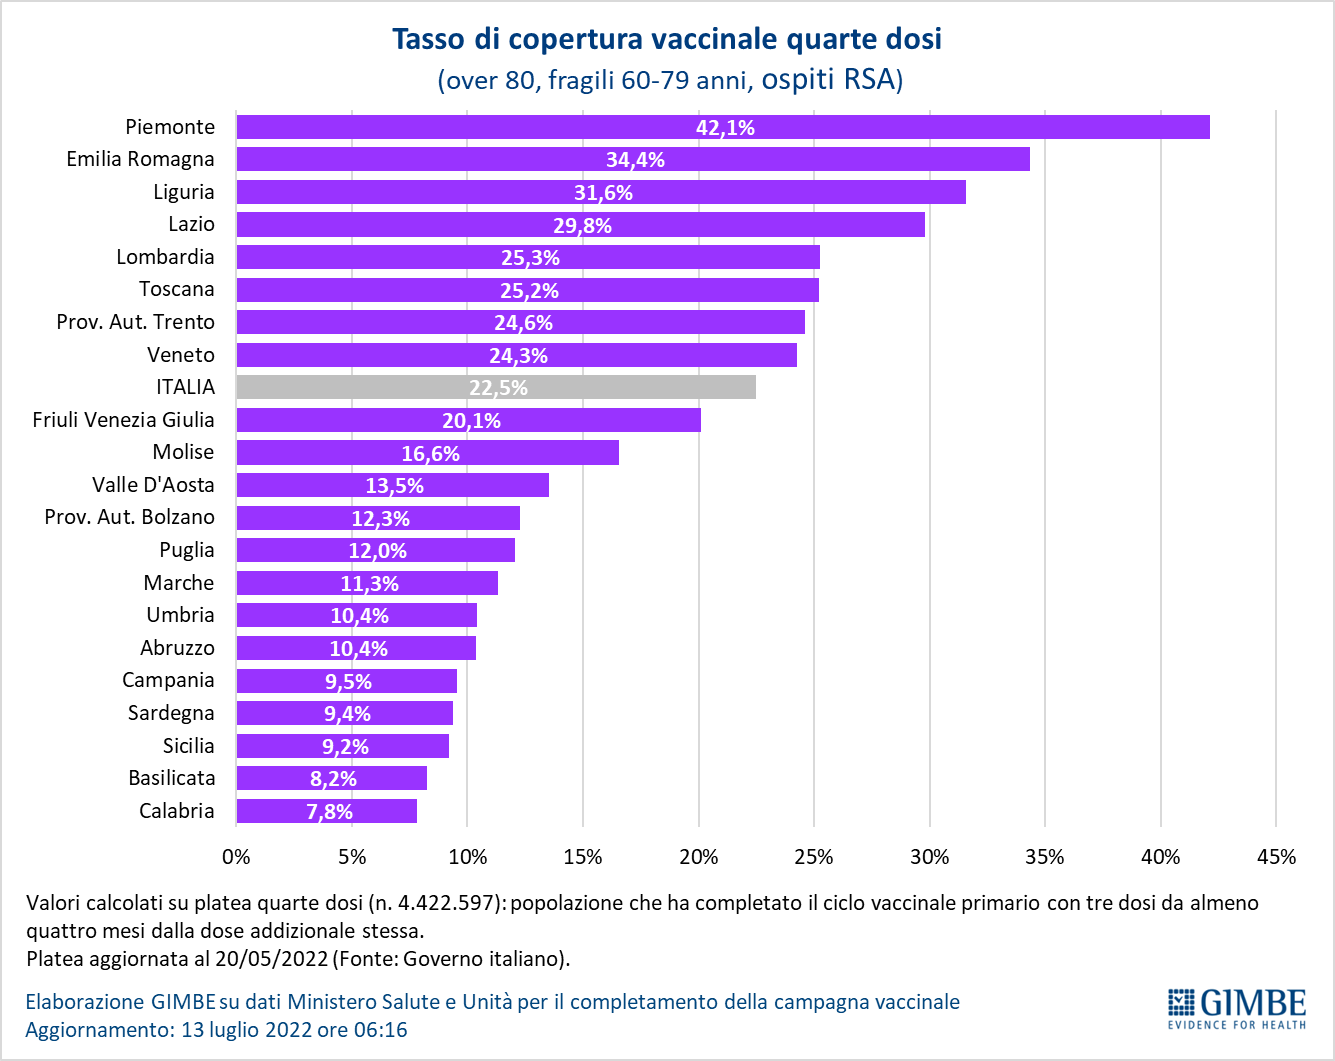 Tasso di copertura vaccinale quarte dosi
(over 80, fragili 60-79 anni, ospiti RSA)
Piemonte 42,1%
Emilia Romagna 34,4%
Liguria 31,6%
Lazio 29,8%
Lombardia 25,3%
Toscana 25,2%
Prov. Aut. Trento 24,6%
Veneto 24,3%
ITALIA 22,5%
Friuli Venezia Giulia 20,1%
Molise 16,6%
Valle D'Aosta 13,5%
Prov. Aut. Bolzano 12,3%
Puglia 12,0%
Marche 11,3%
Umbria 10,4%
Abruzzo 10,4%
Campania 9,5%
Sardegna 9,4%
Sicilia 9,2%
Basilicata 8,2%
Calabria 7,8%
0% 5% 10% 15% 20% 25% 30% 35% 40% 45%
Valori calcolati su platea quarte dosi (n. 4.422.597): popolazione che ha completato il ciclo vaccinale primario con tre dosi da almeno
quattro mesi dalla dose addizionale stessa.
Platea aggiornata al 20/05/2022 (Fonte: Governo italiano).
Elaborazione GIMBE su dati Ministero Salute e Unità per il completamento della campagna vaccinale
Aggiornamento: 13 luglio 2022 ore 06:16
GIMBE
EVIDENCE FOR HEALTH